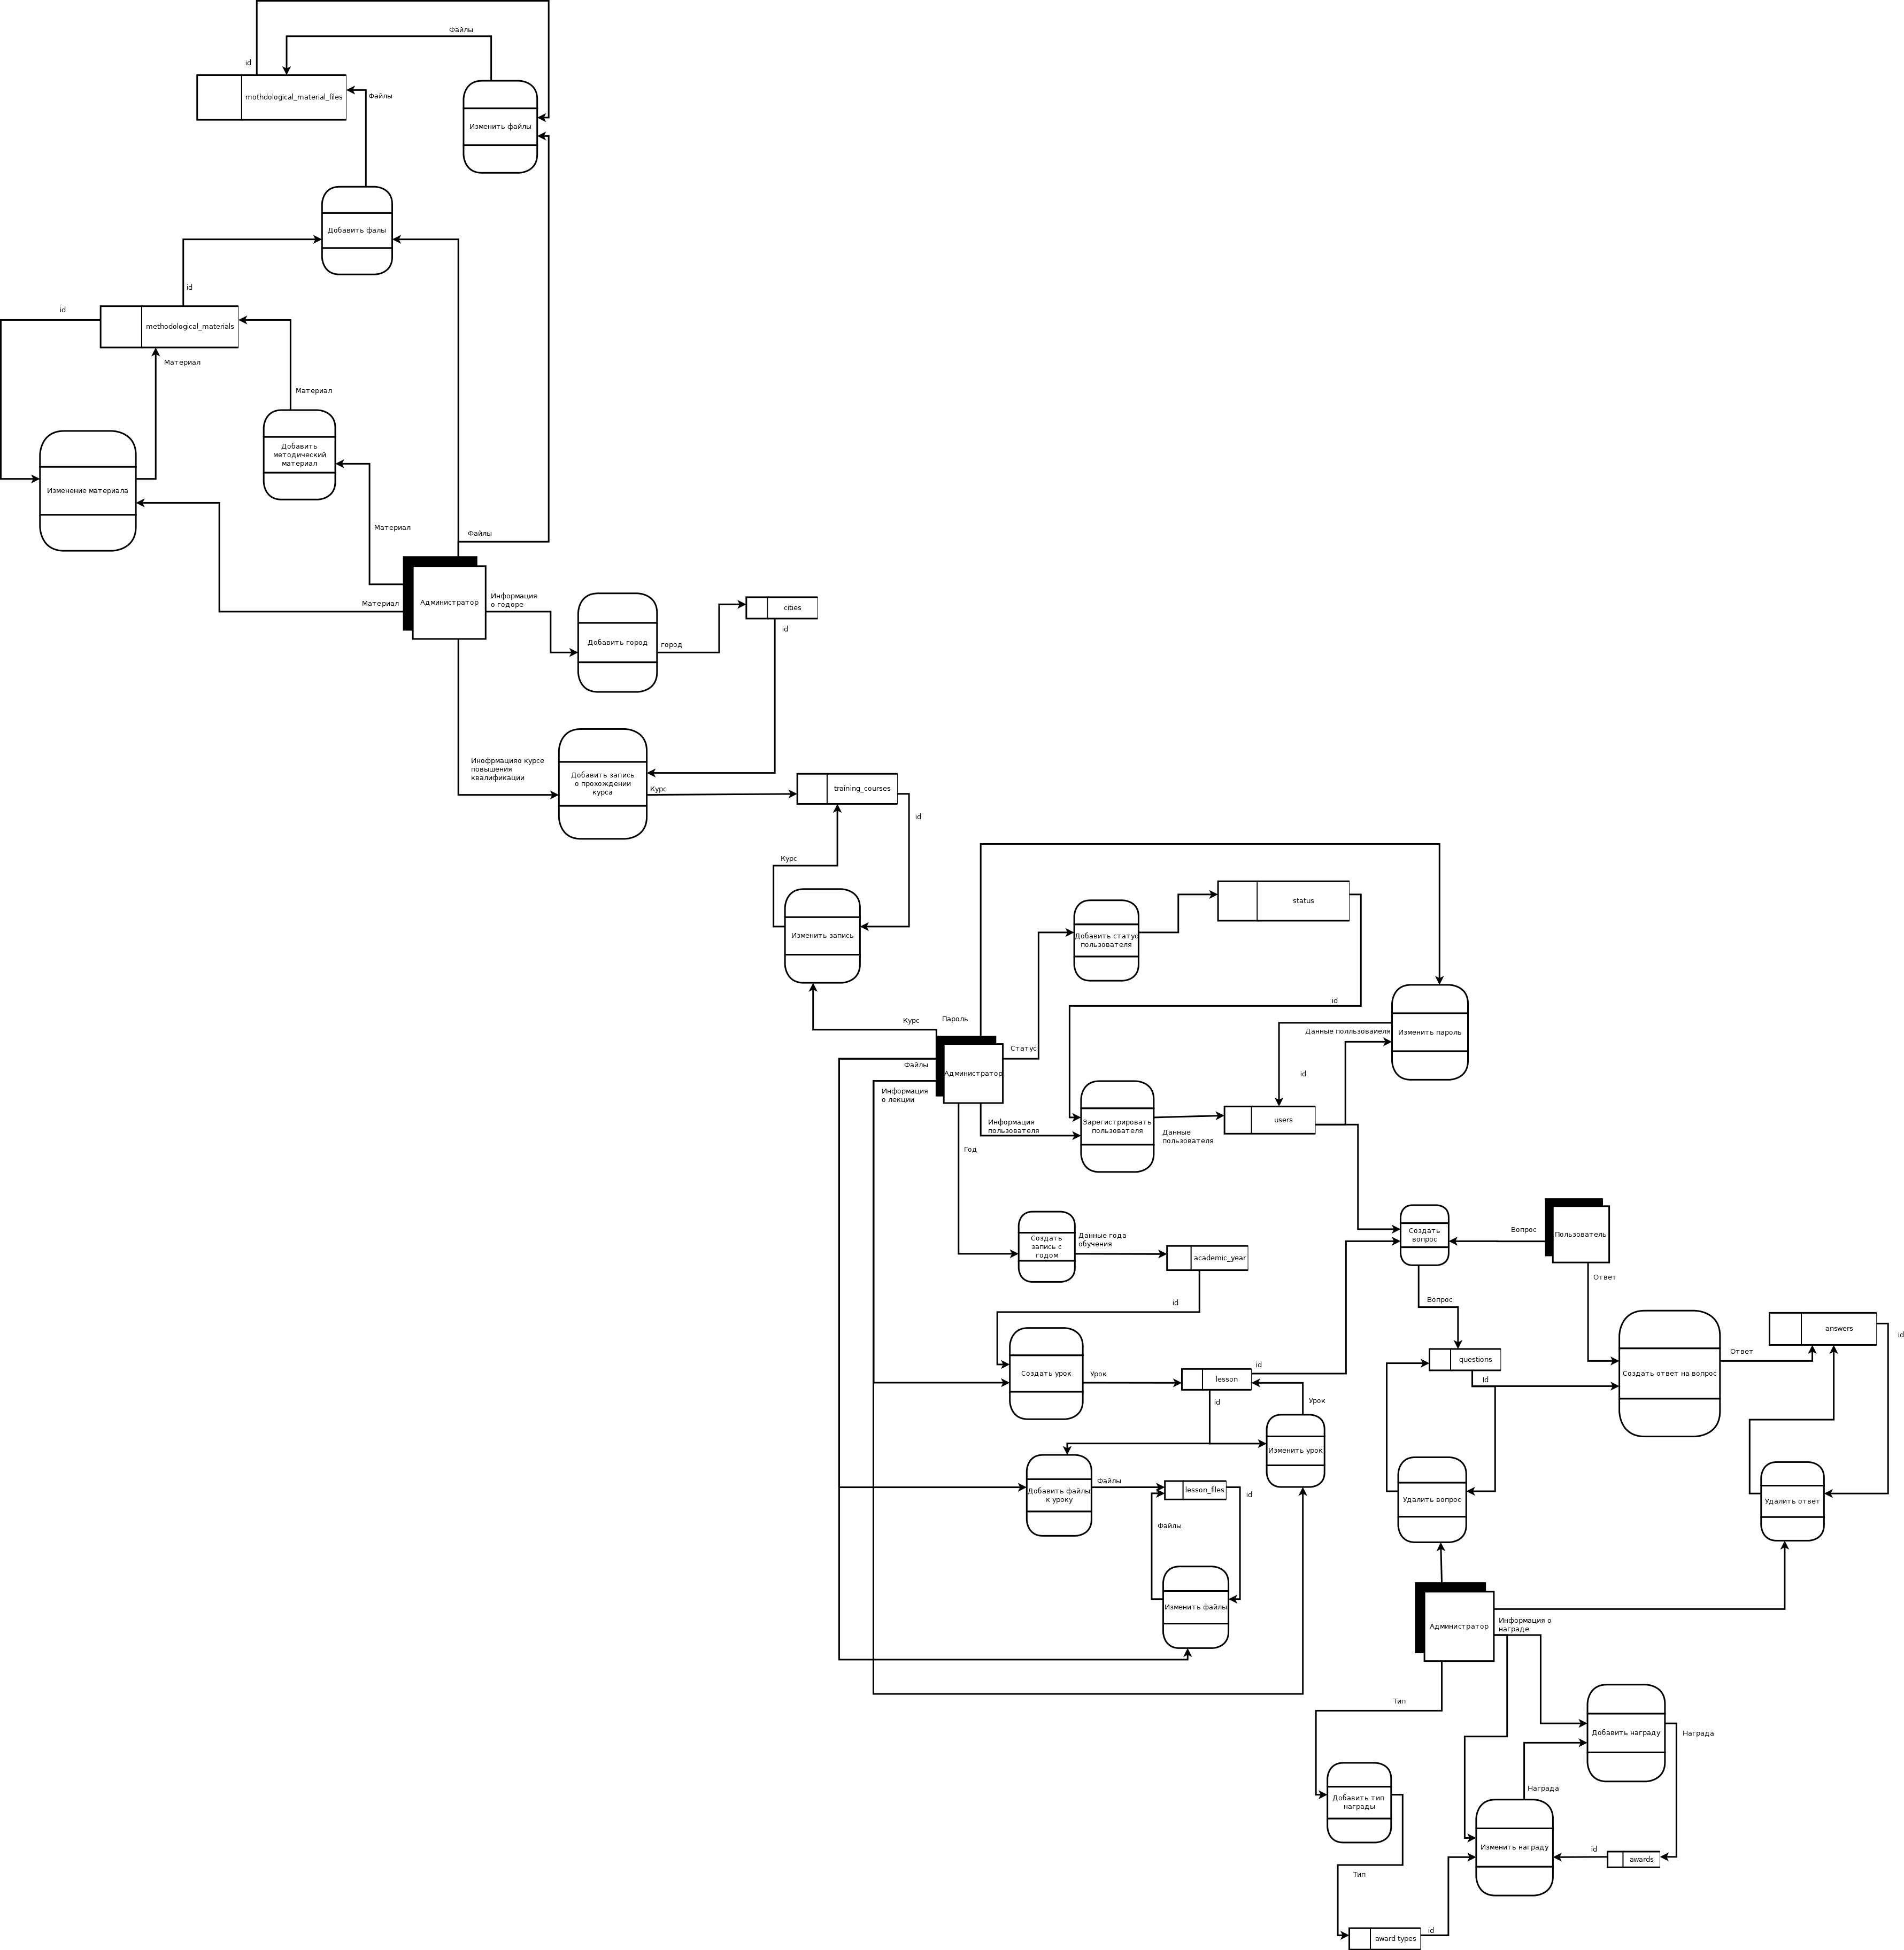 Файлы
id
mothdological_material_files
Файлы
Изменить файлы
Добавить фалы
id
id
methodological_materials
Материал
Материал
Добавить
методический
материал
Изменение материала
Материал
Файлы
Материал
Администратор
Информация
о годоре
Добавить город
город
cities
id
Инофрмацияо курсе
повышения
квалификации
Добавить запись
о прохождении
курса
Курс
training_courses
id
Курс
Изменить запись
Курс
Пароль
Добавить статус
пользователя
status
id
Статус
Данные полльзоваиеля
Изменить пароль
Файлы
Администратор
id
Информация
о лекции
Информация
пользователя
Зарегистрировать
пользователя
Данные
пользователя
users
Год
Создать
запись с
годом
Данные года
обучения
academic_year
Создать
вопрос
Вопрос
Пользователь
Ответ
id
Вопрос
Создать урок
Урок
lesson
id
id
questions
Id
Создать ответ на вопрос
Ответ
answers
id
Урок
Изменить урок
Добавить файлы
к уроку
Файлы
lesson_files
id
Файлы
Удалить вопрос
Удалить ответ
Изменить файлы
Администратор
Информация о
награде
Тип
Добавить награду
Награда
Награда
Добавить тип
награды
Изменить награду
id
awards
Тип
award types
id